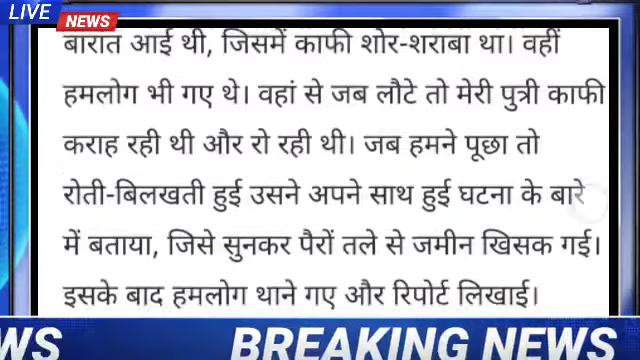 LIVE
NEWS
बारात आई थी, जिसमें काफी शोर-शराबा था। वहीं
हमलोग भी गए थे। वहां से जब लौटे तो मेरी पुत्री काफी
कराह रही थी और रो रही थी। जब हमने पूछा तो
रोती-बिलखती हुई उसने अपने साथ हुई घटना के बारे
में बताया, जिसे सुनकर पैरों तले से जमीन खिसक गई।
इसके बाद हमलोग थाने गए और रिपोर्ट लिखाई।
WS BREAKING NEWS